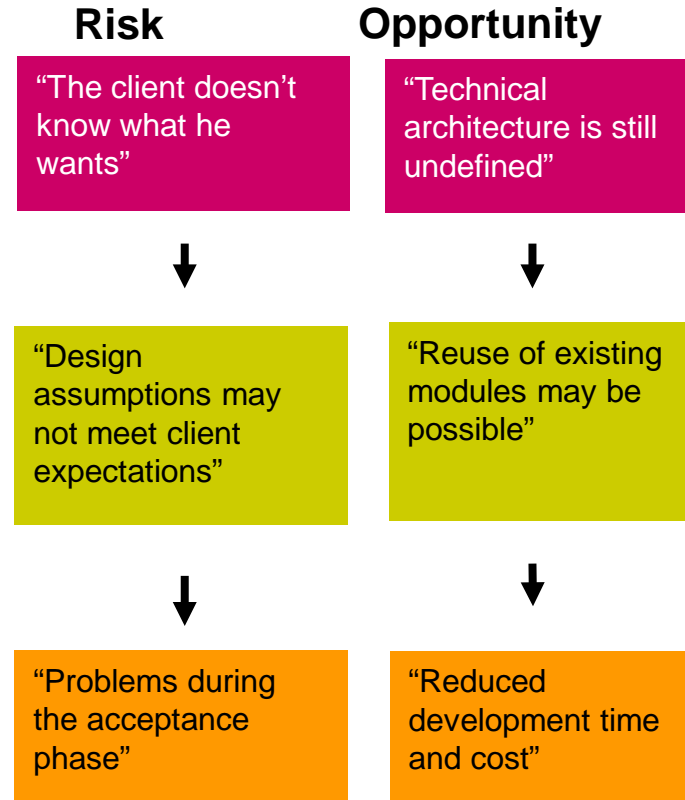 Risk
Opportunity
“The client doesn’t
know what he
wants”
“Technical
architecture is still
undefined”
“Design
assumptions may
not meet client
expectations”
“Reuse of existing
modules may be
possible”
“Problems during
the acceptance
phase”
“Reduced
development time
and cost”